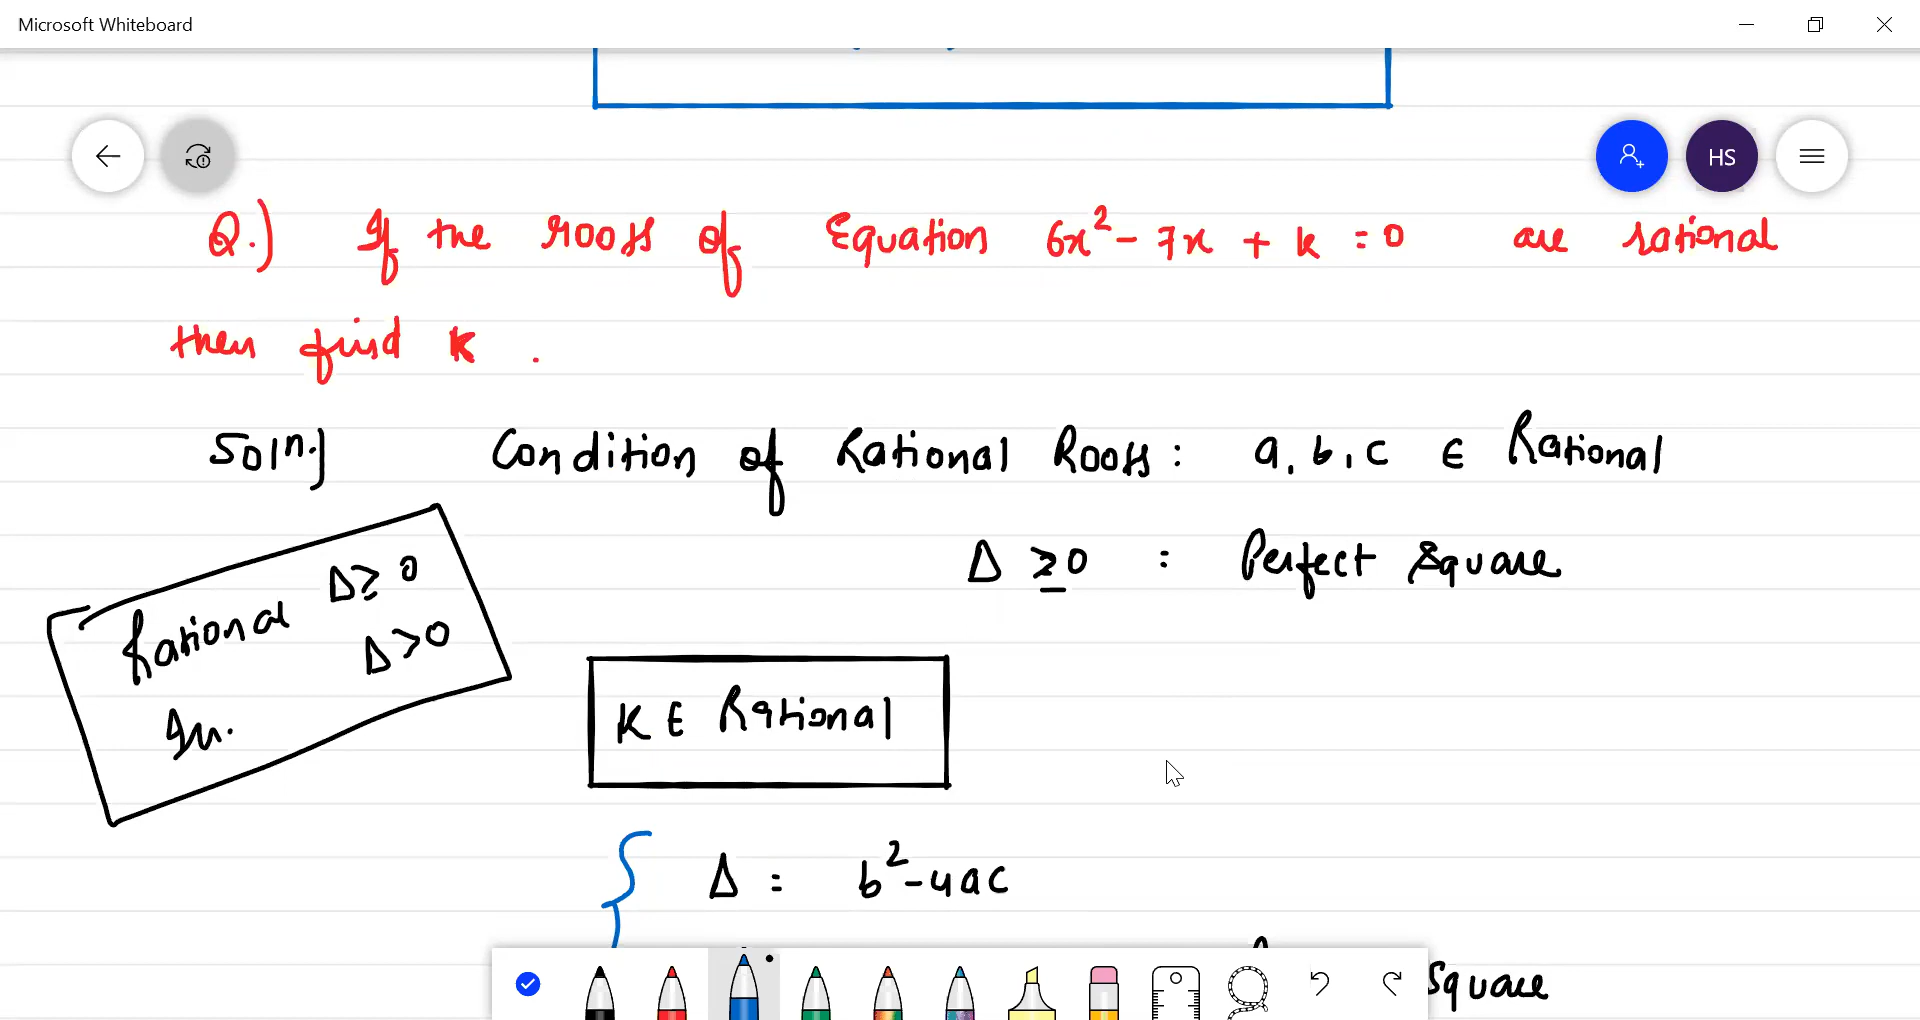 Microsoft Whiteboard
HS
Q.) If the roots of Equation 6x² - 7x + k = 0 are rational
then find k .
Soln.] Condition of Rational Roots : a, b, c ∈ Rational
Δ ≥ 0 : Perfect Square
Rational Δ ≥ 0
Δ > 0
K ∈ Rational
Δ = b² - 4ac
Square